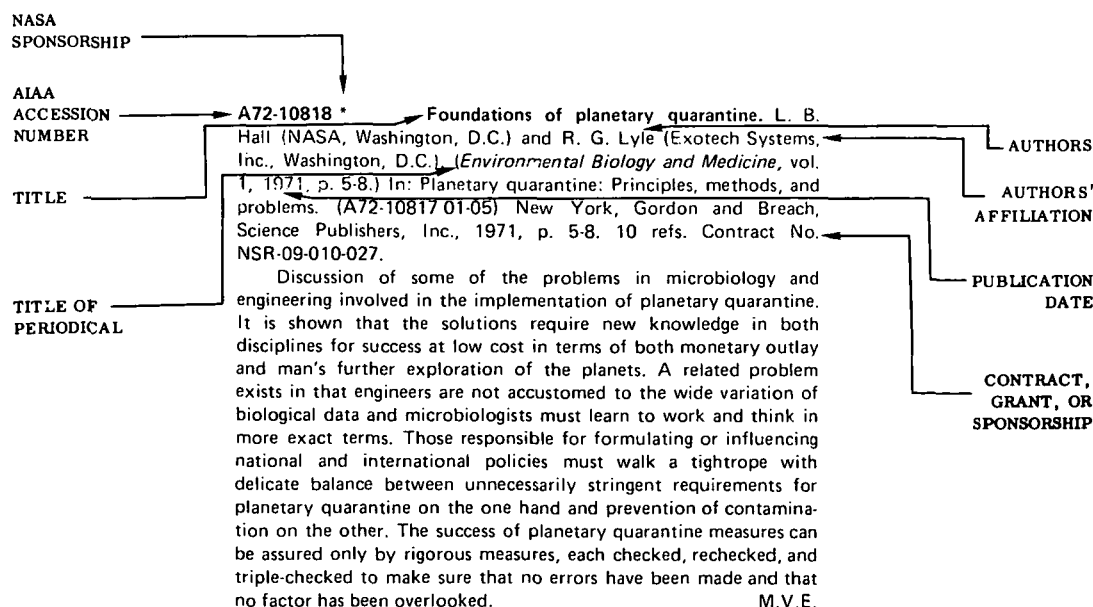 NASA
SPONSORSHIP
AIAA
ACCESSION
NUMBER
TITLE
TITLE OF
PERIODICAL
A72-10818 * Foundations of planetary quarantine. L. B.
Hall (NASA, Washington, D.C.) and R. G. Lyle (Exotech Systems,
Inc., Washington, D.C.) (Environmental Biology and Medicine, vol.
1, 1971, p. 5-8.) In: Planetary quarantine: Principles, methods, and
problems. (A72-10817 01-05) New York, Gordon and Breach,
Science Publishers, Inc., 1971, p. 5-8. 10 refs. Contract No.
NSR-09-010-027.
Discussion of some of the problems in microbiology and
engineering involved in the implementation of planetary quarantine.
It is shown that the solutions require new knowledge in both
disciplines for success at low cost in terms of both monetary outlay
and man's further exploration of the planets. A related problem
exists in that engineers are not accustomed to the wide variation of
biological data and microbiologists must learn to work and think in
more exact terms. Those responsible for formulating or influencing
national and international policies must walk a tightrope with
delicate balance between unnecessarily stringent requirements for
planetary quarantine on the one hand and prevention of contamina-
tion on the other. The success of planetary quarantine measures can
be assured only by rigorous measures, each checked, rechecked, and
triple-checked to make sure that no errors have been made and that
no factor has been overlooked. M.V.E.
AUTHORS
AUTHORS'
AFFILIATION
PUBLICATION
DATE
CONTRACT,
GRANT, OR
SPONSORSHIP